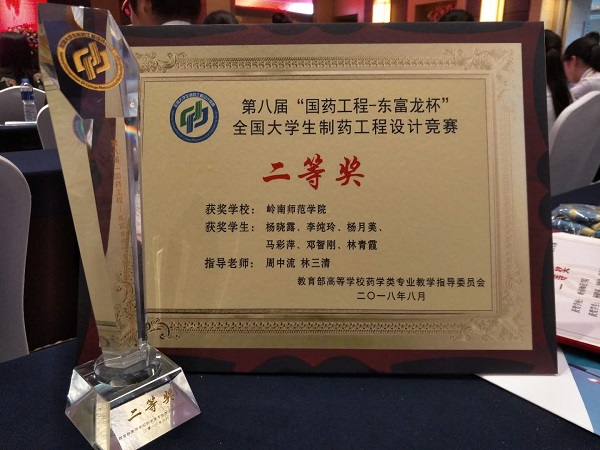 第八届“国药工程-东富龙杯”
全国大学生制药工程设计竞赛
二等奖
获奖学校： 岭南师范学院
获奖学生： 杨晓露、李纯玲、杨月英、
马彩萍、邓智刚、林青霞
指导老师： 周中流 林三清
教育部高等学校药学类专业教学指导委员会
二〇一八年八月
二等奖